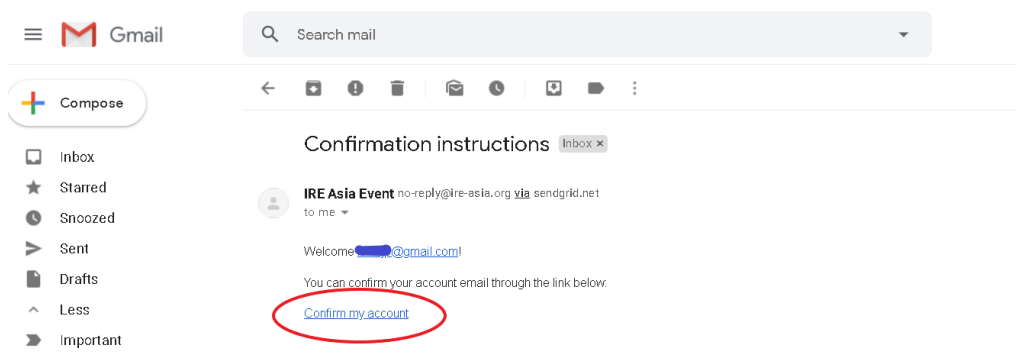 Gmail
Search mail
Compose
Inbox
Starred
Snoozed
Sent
Drafts
Less
Important
Confirmation instructions Inbox ×
IRE Asia Event no-reply@ire-asia.org via sendgrid.net
to me
Welcome @gmail.com!
You can confirm your account email through the link below:
Confirm my account